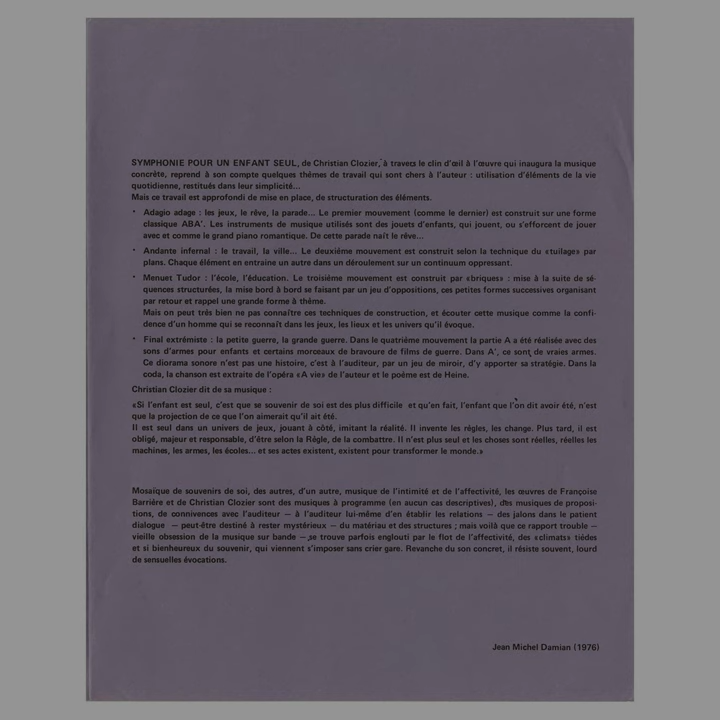 SYMPHONIE POUR UN ENFANT SEUL, de Christian Clozier, à travers le clin d'œil à l'œuvre qui inaugura la musique
concrète, reprend à son compte quelques thèmes de travail qui sont chers à l'auteur : utilisation d'éléments de la vie
quotidienne, restitués dans leur simplicité...
Mais ce travail est approfondi de mise en place, de structuration des éléments.
• Adagio adage : les jeux, le rêve, la parade... Le premier mouvement (comme le dernier) est construit sur une forme
classique ABA'. Les instruments de musique utilisés sont des jouets d'enfants, qui jouent, ou s'efforcent de jouer
avec et comme le grand piano romantique. De cette parade naît le rêve...
• Andante infernal : le travail, la ville... Le deuxième mouvement est construit selon la technique du «tuilage» par
plans. Chaque élément en entraine un autre dans un déroulement sur un continuum oppressant.
• Menuet Tudor : l'école, l'éducation. Le troisième mouvement est construit par «briques» : mise à la suite de sé-
quences structurées, la mise bord à bord se faisant par un jeu d'oppositions, ces petites formes successives organisant
par retour et rappel une grande forme à thème.
Mais on peut très bien ne pas connaître ces techniques de construction, et écouter cette musique comme la confi-
dence d'un homme qui se reconnaît dans les jeux, les lieux et les univers qu'il évoque.
• Final extrémiste : la petite guerre, la grande guerre. Dans le quatrième mouvement la partie A a été réalisée avec des
sons d'armes pour enfants et certains morceaux de bravoure de films de guerre. Dans A', ce sont de vraies armes.
Ce diorama sonore n'est pas une histoire, c'est à l'auditeur, par un jeu de miroir, d'y apporter sa stratégie. Dans la
coda, la chanson est extraite de l'opéra «A vie» de l'auteur et le poème est de Heine.
Christian Clozier dit de sa musique :
«Si l'enfant est seul, c'est que se souvenir de soi est des plus difficile et qu'en fait, l'enfant que l'on dit avoir été, n'est
que la projection de ce que l'on aimerait qu'il ait été.
Il est seul dans un univers de jeux, jouant à côté, imitant la réalité. Il invente les règles, les change. Plus tard, il est
obligé, majeur et responsable, d'être selon la Règle, de la combattre. Il n'est plus seul et les choses sont réelles, réelles les
machines, les armes, les écoles... et ses actes existent, existent pour transformer le monde.»
Mosaïque de souvenirs de soi, des autres, d'un autre, musique de l'intimité et de l'affectivité, les œuvres de Françoise
Barrière et de Christian Clozier sont des musiques à programme (en aucun cas descriptives), des musiques de proposi-
tions, de connivences avec l'auditeur — à l'auditeur lui-même d'en établir les relations — des jalons dans le patient
dialogue — peut-être destiné à rester mystérieux — du matériau et des structures ; mais voilà que ce rapport trouble —
vieille obsession de la musique sur bande — se trouve parfois englouti par le flot de l'affectivité, des «climats» tièdes
et si bienheureux du souvenir, qui viennent s'imposer sans crier gare. Revanche du son concret, il résiste souvent, lourd
de sensuelles évocations.
Jean Michel Damian (1976)